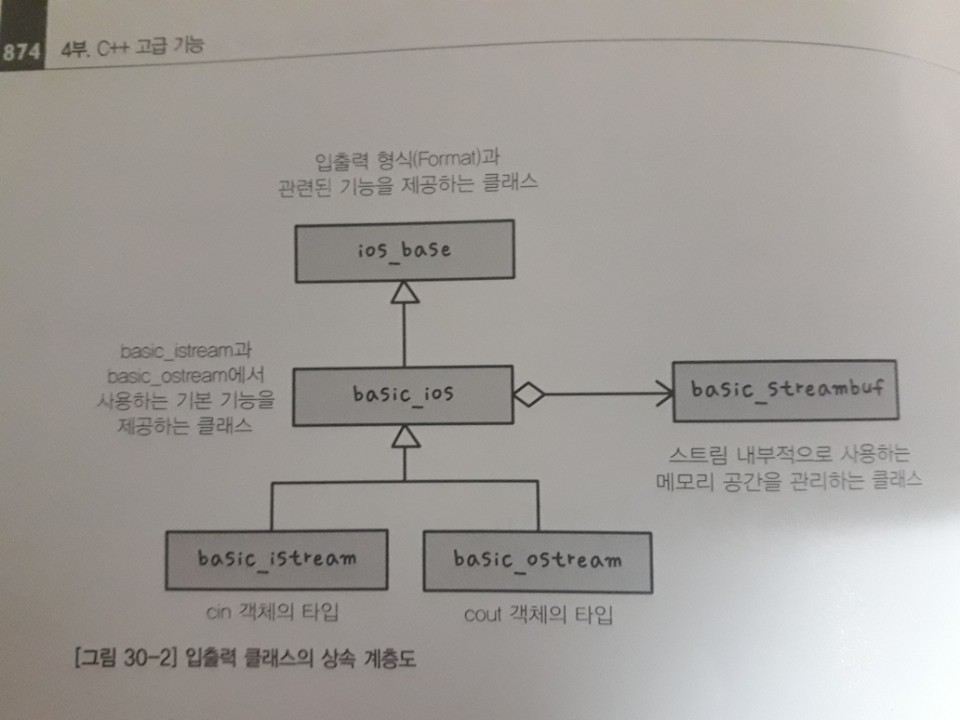 874 4부. C++ 고급 기능
입출력 형식(Format)과
관련된 기능을 제공하는 클래스
ios_base
basic_istream과
basic_ostream에서
사용하는 기본 기능을
제공하는 클래스
basic_ios
basic_streambuf
스트림 내부적으로 사용하는
메모리 공간을 관리하는 클래스
basic_istream
basic_ostream
cin 객체의 타입
cout 객체의 타입
[그림 30-2] 입출력 클래스의 상속 계층도